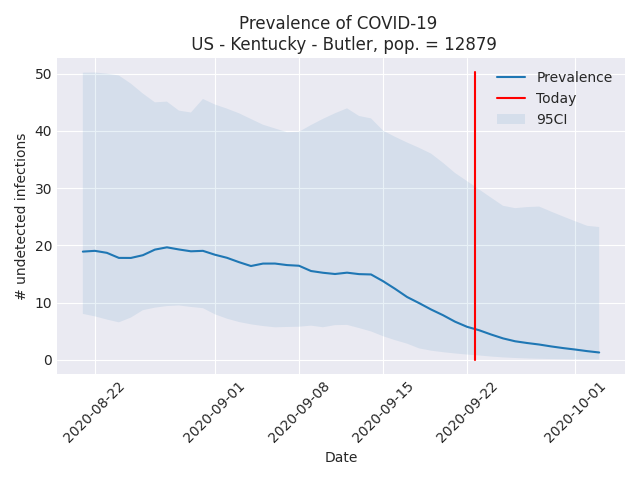 Prevalence of COVID-19
US - Kentucky - Butler, pop. = 12879
Prevalence
Today
95CI
# undetected infections
50
40
30
20
10
0
2020-08-22
2020-09-01
2020-09-08
2020-09-15
2020-09-22
2020-10-01
Date